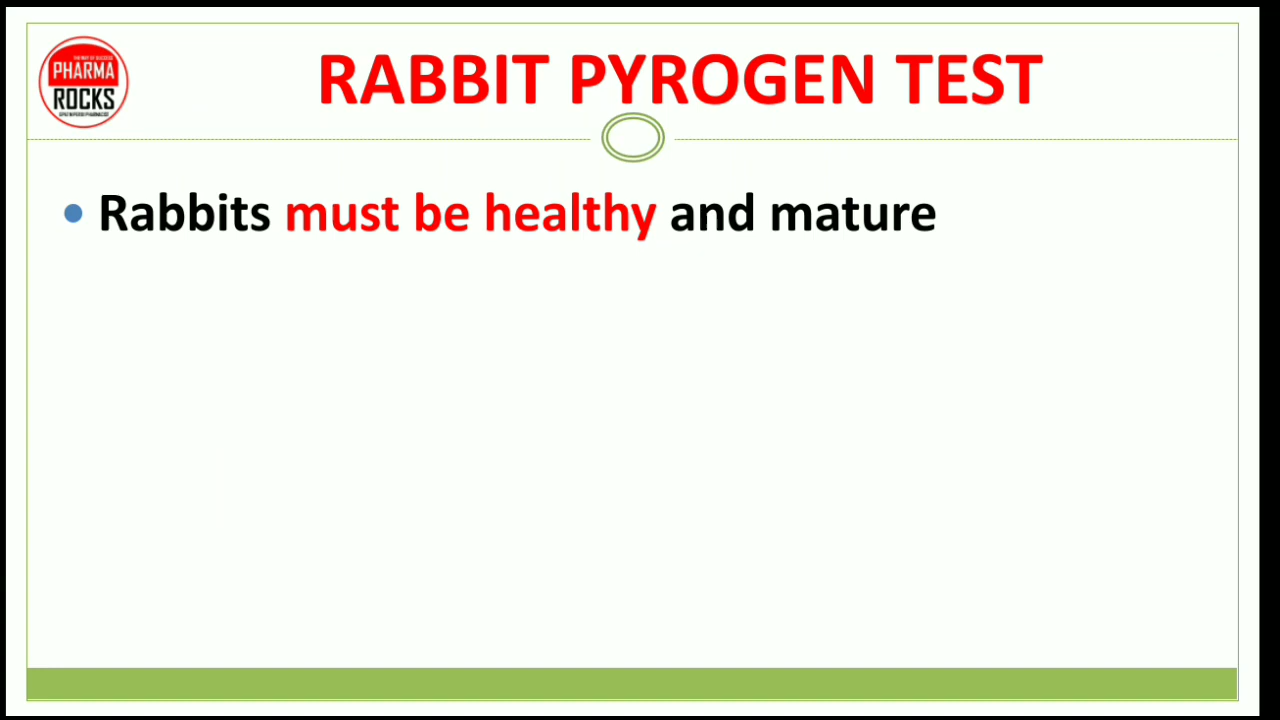 PHARMA
ROCKS
RABBIT PYROGEN TEST
• Rabbits must be healthy and mature